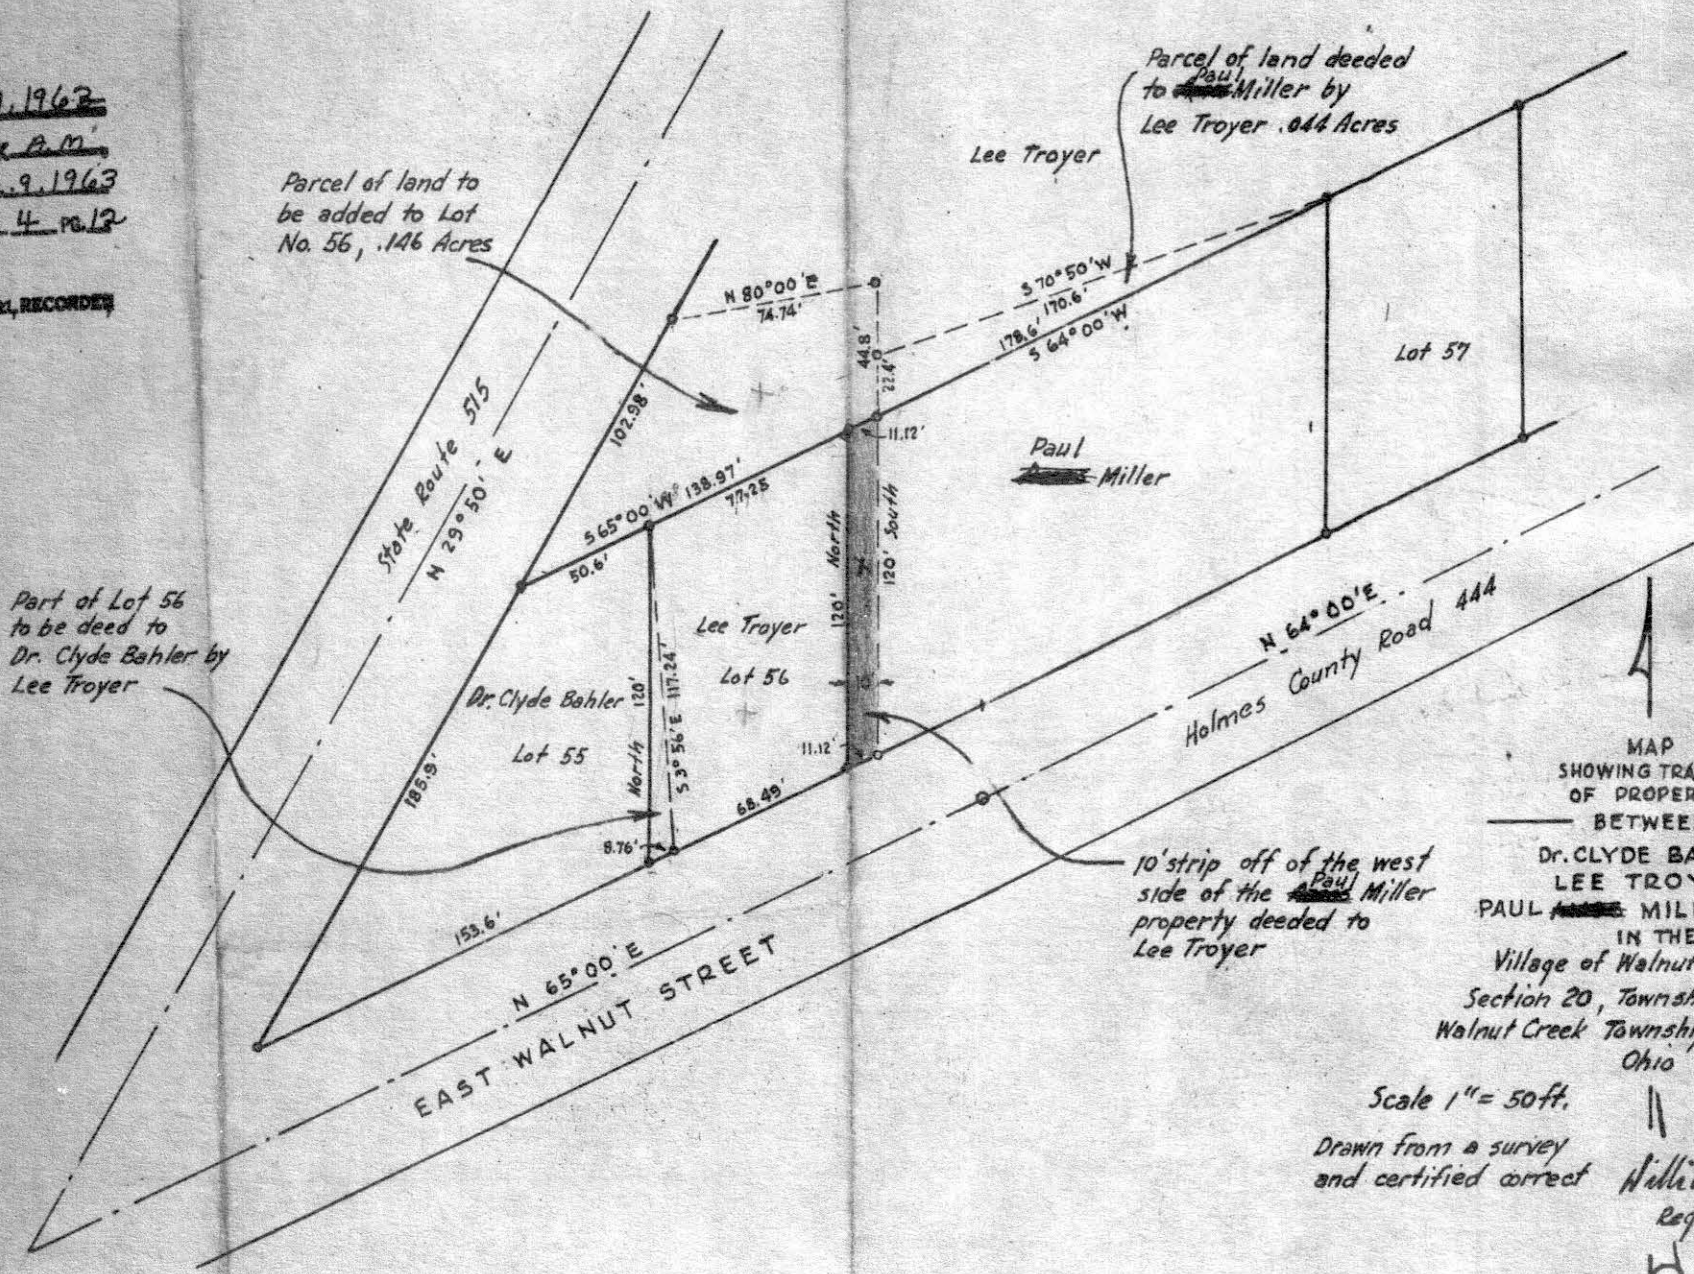 1963
A.M.
9.1963
4 PG.12
RECORDER
Parcel of land to
be added to Lot
No. 56, .146 Acres
Parcel of land deeded
to Paul Miller by
Lee Troyer .044 Acres
Lee Troyer
N 80°00'E
74.74'
44.8'
22.4'
S 70°50'W
170.6'
178.6'
S 64°00'W
Lot 57
State Route 515
N 29°50' E
102.98'
11.12'
Paul
Miller
S 65°00'W 138.97'
77.25
50.6'
North
120'
120' South
Part of Lot 56
to be deed to
Dr. Clyde Bahler by
Lee Troyer
Lee Troyer
Lot 56
Dr. Clyde Bahler
Lot 55
120'
North
S 3°56'E 117.24'
185.9'
11.12'
68.49'
8.76'
153.6'
N 64°00'E
Holmes County Road 444
10' strip off of the west
side of the Paul Miller
property deeded to
Lee Troyer
N 65°00'E
EAST WALNUT STREET
MAP
SHOWING TRA
OF PROPER
BETWEE
Dr. CLYDE BA
LEE TROY
PAUL MIL
IN THE
Village of Walnut
Section 20, Townsh
Walnut Creek Townsh
Ohio
Scale 1" = 50 ft.
Drawn from a survey
and certified correct
Reg